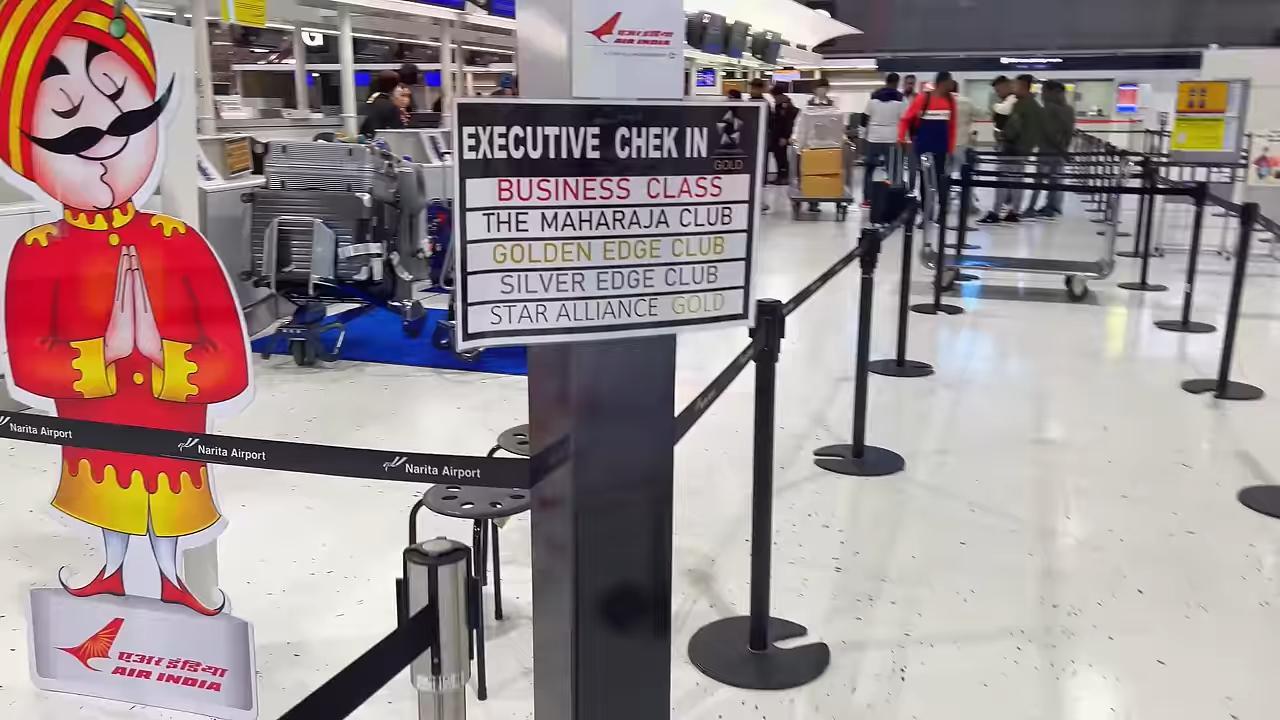 एअर इंडिया
AIR INDIA
EXECUTIVE CHEK IN
GOLD
BUSINESS CLASS
THE MAHARAJA CLUB
GOLDEN EDGE CLUB
SILVER EDGE CLUB
STAR ALLIANCE GOLD
Narita Airport
Narita Airport
Narita Airport
एअर इंडिया
AIR INDIA